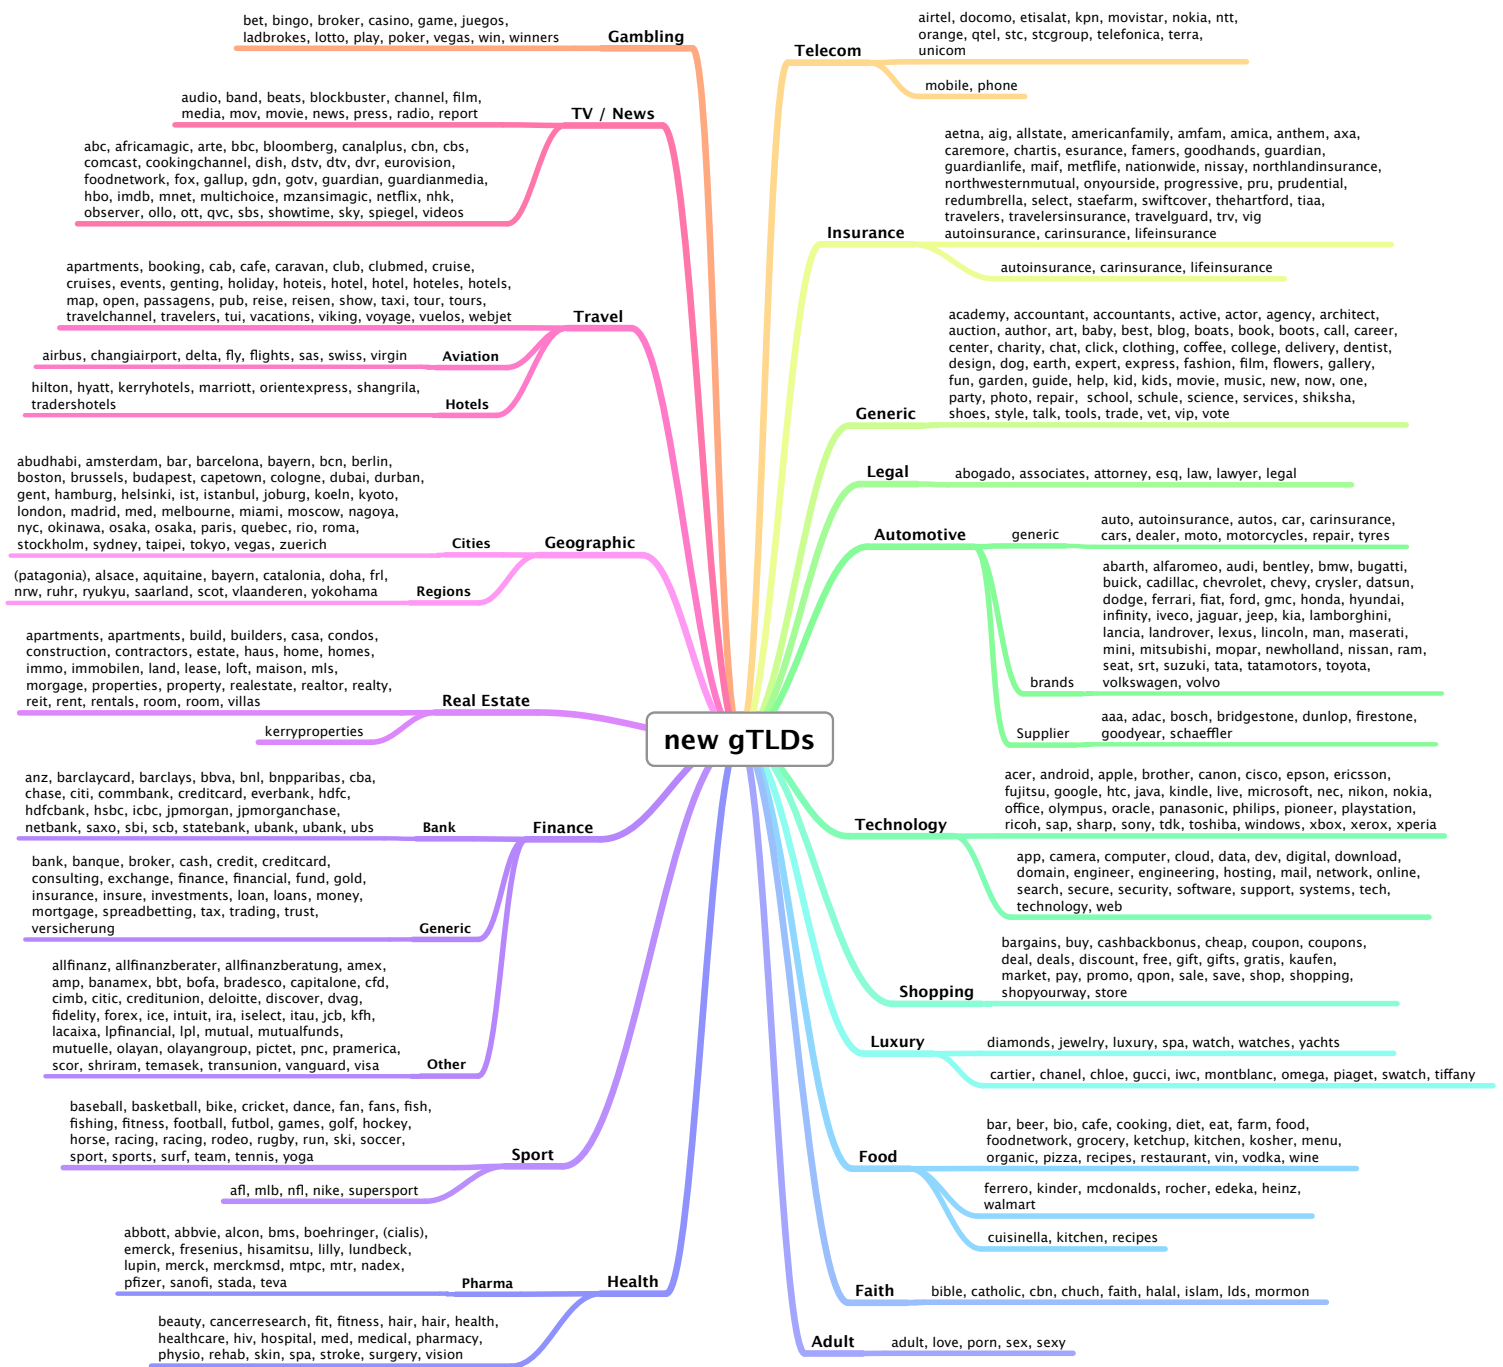 bet, bingo, broker, casino, game, juegos,
ladbrokes, lotto, play, poker, vegas, win, winners
Gambling
audio, band, beats, blockbuster, channel, film,
media, mov, movie, news, press, radio, report
TV / News
abc, africamagic, arte, bbc, bloomberg, canalplus, cbn, cbs,
comcast, cookingchannel, dish, dstv, dtv, dvr, eurovision,
foodnetwork, fox, gallup, gdn, gotv, guardian, guardianmedia,
hbo, imdb, mnet, multichoice, mzansimagic, netflix, nhk,
observer, ollo, ott, qvc, sbs, showtime, sky, spiegel, videos
apartments, booking, cab, cafe, caravan, club, clubmed, cruise,
cruises, events, genting, holiday, hoteis, hotel, hotel, hoteles, hotels,
map, open, passagens, pub, reise, reisen, show, taxi, tour, tours,
travelchannel, travelers, tui, vacations, viking, voyage, vuelos, webjet
Travel
airbus, changiairport, delta, fly, flights, sas, swiss, virgin
Aviation
hilton, hyatt, kerryhotels, marriott, orientexpress, shangrila,
tradershotels
Hotels
abudhabi, amsterdam, bar, barcelona, bayern, bcn, berlin,
boston, brussels, budapest, capetown, cologne, dubai, durban,
gent, hamburg, helsinki, ist, istanbul, joburg, koeln, kyoto,
london, madrid, med, melbourne, miami, moscow, nagoya,
nyc, okinawa, osaka, osaka, paris, quebec, rio, roma,
stockholm, sydney, taipei, tokyo, vegas, zuerich
Cities
Geographic
(patagonia), alsace, aquitaine, bayern, catalonia, doha, frl,
nrw, ruhr, ryukyu, saarland, scot, vlaanderen, yokohama
Regions
apartments, apartments, build, builders, casa, condos,
construction, contractors, estate, haus, home, homes,
immo, immobilen, land, lease, loft, maison, mls,
morgage, properties, property, realestate, realtor, realty,
reit, rent, rentals, room, room, villas
Real Estate
kerryproperties
new gTLDs
anz, barclaycard, barclays, bbva, bnl, bnpparibas, cba,
chase, citi, commbank, creditcard, everbank, hdfc,
hdfcbank, hsbc, icbc, jpmorgan, jpmorganchase,
netbank, saxo, sbi, scb, statebank, ubank, ubank, ubs
Bank
Finance
bank, banque, broker, cash, credit, creditcard,
consulting, exchange, finance, financial, fund, gold,
insurance, insure, investments, loan, loans, money,
mortgage, spreadbetting, tax, trading, trust,
versicherung
Generic
allfinanz, allfinanzberater, allfinanzberatung, amex,
amp, banamex, bbt, bofa, bradesco, capitalone, cfd,
cimb, citic, creditunion, deloitte, discover, dvag,
fidelity, forex, ice, intuit, ira, iselect, itau, jcb, kfh,
lacaixa, lpfinancial, lpl, mutual, mutualfunds,
mutuelle, olayan, olayangroup, pictet, pnc, pramerica,
scor, shriram, temasek, transunion, vanguard, visa
Other
baseball, basketball, bike, cricket, dance, fan, fans, fish,
fishing, fitness, football, futbol, games, golf, hockey,
horse, racing, racing, rodeo, rugby, run, ski, soccer,
sport, sports, surf, team, tennis, yoga
Sport
afl, mlb, nfl, nike, supersport
abbott, abbvie, alcon, bms, boehringer, (cialis),
emerck, fresenius, hisamitsu, lilly, lundbeck,
lupin, merck, merckmsd, mtpc, mtr, nadex,
pfizer, sanofi, stada, teva
Pharma
Health
beauty, cancerresearch, fit, fitness, hair, hair, health,
healthcare, hiv, hospital, med, medical, pharmacy,
physio, rehab, skin, spa, stroke, surgery, vision
Telecom
airtel, docomo, etisalat, kpn, movistar, nokia, ntt,
orange, qtel, stc, stcgroup, telefonica, terra,
unicom
mobile, phone
Insurance
aetna, aig, allstate, americanfamily, amfam, amica, anthem, axa,
caremore, chartis, esurance, famers, goodhands, guardian,
guardianlife, maif, metflife, nationwide, nissay, northlandinsurance,
northwesternmutual, onyourside, progressive, pru, prudential,
redumbrella, select, staefarm, swiftcover, thehartford, tiaa,
travelers, travelersinsurance, travelguard, trv, vig
autoinsurance, carinsurance, lifeinsurance
autoinsurance, carinsurance, lifeinsurance
Generic
academy, accountant, accountants, active, actor, agency, architect,
auction, author, art, baby, best, blog, boats, book, boots, call, career,
center, charity, chat, click, clothing, coffee, college, delivery, dentist,
design, dog, earth, expert, express, fashion, film, flowers, gallery,
fun, garden, guide, help, kid, kids, movie, music, new, now, one,
party, photo, repair, school, schule, science, services, shiksha,
shoes, style, talk, tools, trade, vet, vip, vote
Legal
abogado, associates, attorney, esq, law, lawyer, legal
Automotive
generic
auto, autoinsurance, autos, car, carinsurance,
cars, dealer, moto, motorcycles, repair, tyres
brands
abarth, alfaromeo, audi, bentley, bmw, bugatti,
buick, cadillac, chevrolet, chevy, crysler, datsun,
dodge, ferrari, fiat, ford, gmc, honda, hyundai,
infinity, iveco, jaguar, jeep, kia, lamborghini,
lancia, landrover, lexus, lincoln, man, maserati,
mini, mitsubishi, mopar, newholland, nissan, ram,
seat, srt, suzuki, tata, tatamotors, toyota,
volkswagen, volvo
Supplier
aaa, adac, bosch, bridgestone, dunlop, firestone,
goodyear, schaeffler
Technology
acer, android, apple, brother, canon, cisco, epson, ericsson,
fujitsu, google, htc, java, kindle, live, microsoft, nec, nikon, nokia,
office, olympus, oracle, panasonic, philips, pioneer, playstation,
ricoh, sap, sharp, sony, tdk, toshiba, windows, xbox, xerox, xperia
app, camera, computer, cloud, data, dev, digital, download,
domain, engineer, engineering, hosting, mail, network, online,
search, secure, security, software, support, systems, tech,
technology, web
Shopping
bargains, buy, cashbackbonus, cheap, coupon, coupons,
deal, deals, discount, free, gift, gifts, gratis, kaufen,
market, pay, promo, qpon, sale, save, shop, shopping,
shopyourway, store
Luxury
diamonds, jewelry, luxury, spa, watch, watches, yachts
cartier, chanel, chloe, gucci, iwc, montblanc, omega, piaget, swatch, tiffany
Food
bar, beer, bio, cafe, cooking, diet, eat, farm, food,
foodnetwork, grocery, ketchup, kitchen, kosher, menu,
organic, pizza, recipes, restaurant, vin, vodka, wine
ferrero, kinder, mcdonalds, rocher, edeka, heinz,
walmart
cuisinella, kitchen, recipes
Faith
bible, catholic, cbn, chuch, faith, halal, islam, lds, mormon
Adult
adult, love, porn, sex, sexy